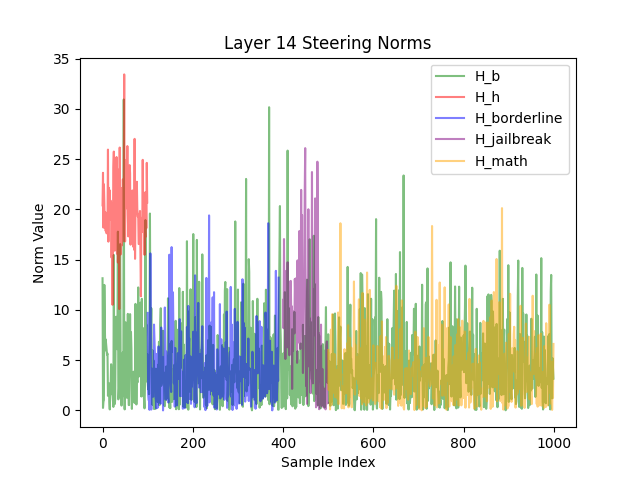 Layer 14 Steering Norms
H_b
H_h
H_borderline
H_jailbreak
H_math
35
30
25
20
15
10
5
0
Norm Value
0 200 400 600 800 1000
Sample Index